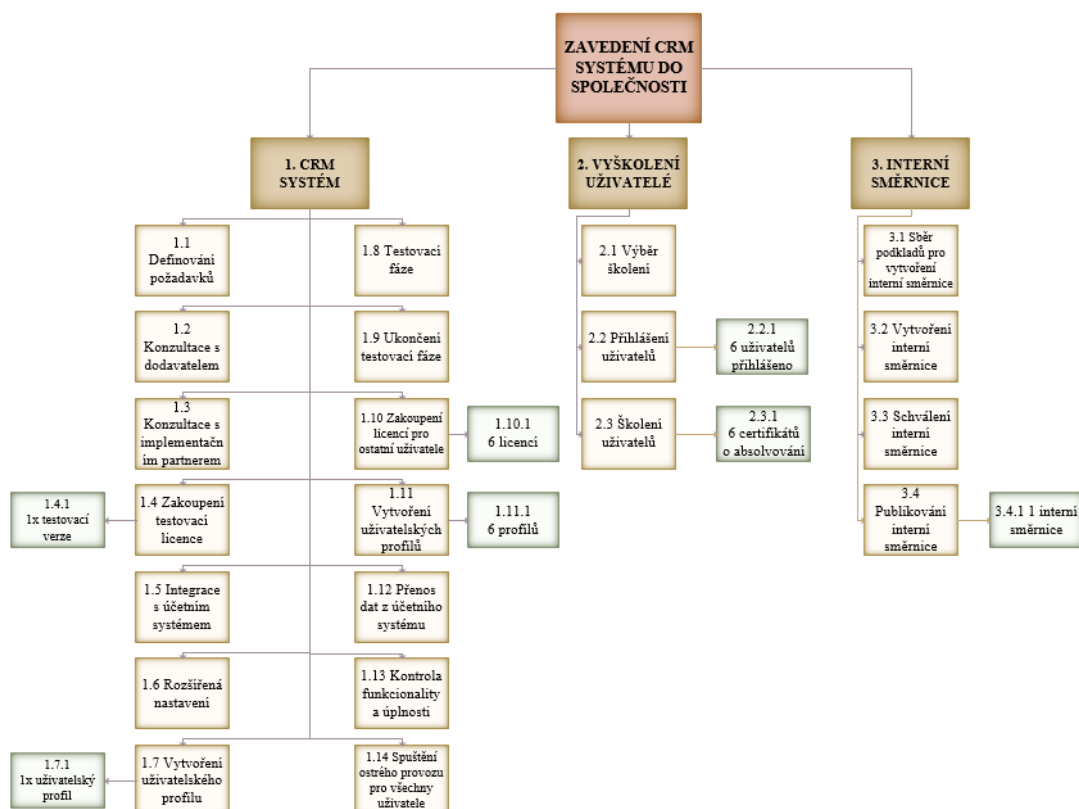 ZAVEDENÍ CRM
SYSTÉMU DO
SPOLEČNOSTI
1. CRM
SYSTÉM
2. VYŠKOLENÍ
UŽIVATELÉ
3. INTERNÍ
SMĚRNICE
1.1
Definování
požadavků
1.2
Konzultace s
dodavatelem
1.3
Konzultace s
implementačn
ím partnerem
1.4 Zakoupení
testovací
licence
1.4.1
1x testovací
verze
1.5 Integrace
s účetním
systémem
1.6 Rozšířená
nastavení
1.7 Vytvoření
uživatelského
profilu
1.7.1
1x uživatelský
profil
1.8 Testovací
fáze
1.9 Ukončení
testovací fáze
1.10 Zakoupení
licencí pro
ostatní uživatele
1.10.1
6 licencí
1.11
Vytvoření
uživatelských
profilů
1.11.1
6 profilů
1.12 Přenos
dat z účetního
systému
1.13 Kontrola
funkcionality
a úplnosti
1.14 Spuštění
ostrého provozu
pro všechny
uživatele
2.1 Výběr
školení
2.2 Přihlášení
uživatelů
2.2.1
6 uživatelů
přihlášeno
2.3 Školení
uživatelů
2.3.1
6 certifikátů
o absolvování
3.1 Sběr
podkladů pro
vytvoření
interní směrnice
3.2 Vytvoření
interní
směrnice
3.3 Schválení
interní
směrnice
3.4
Publikování
interní
směrnice
3.4.1 1 interní
směrnice